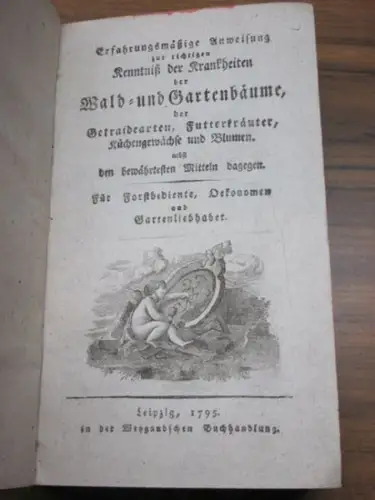 Erfahrungsmäßige Anweisung
zur richtigen
Kenntniß der Krankheiten
der
Wald- und Gartenbäume,
der
Getraidearten, Futterkräuter,
Küchengewächse und Blumen.
nebst
den bewährtesten Mitteln dagegen.
Für Forstbediente, Oekonomen
und
Gartenliebhaber.
Leipzig, 1795.
in der Weygandschen Buchhandlung.